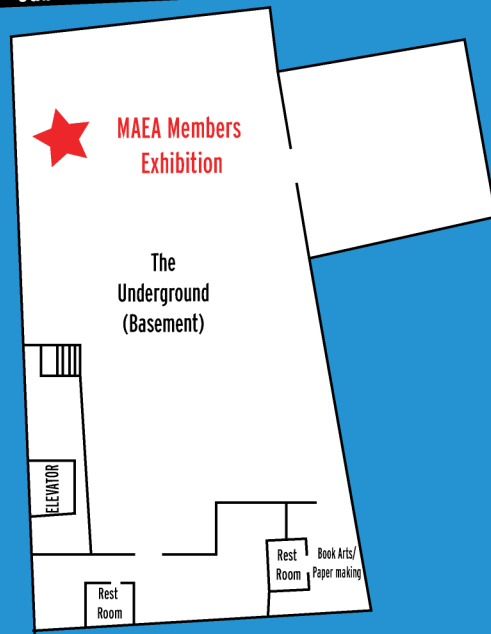 MAEA Members
Exhibition
The
Underground
(Basement)
ELEVATOR
Rest
Room
Book Arts/
Paper making
Rest
Room